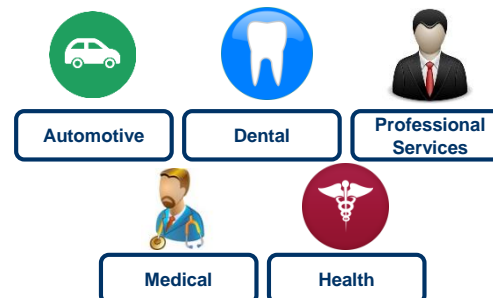 Automotive
Dental
Professional
Services
Medical
Health